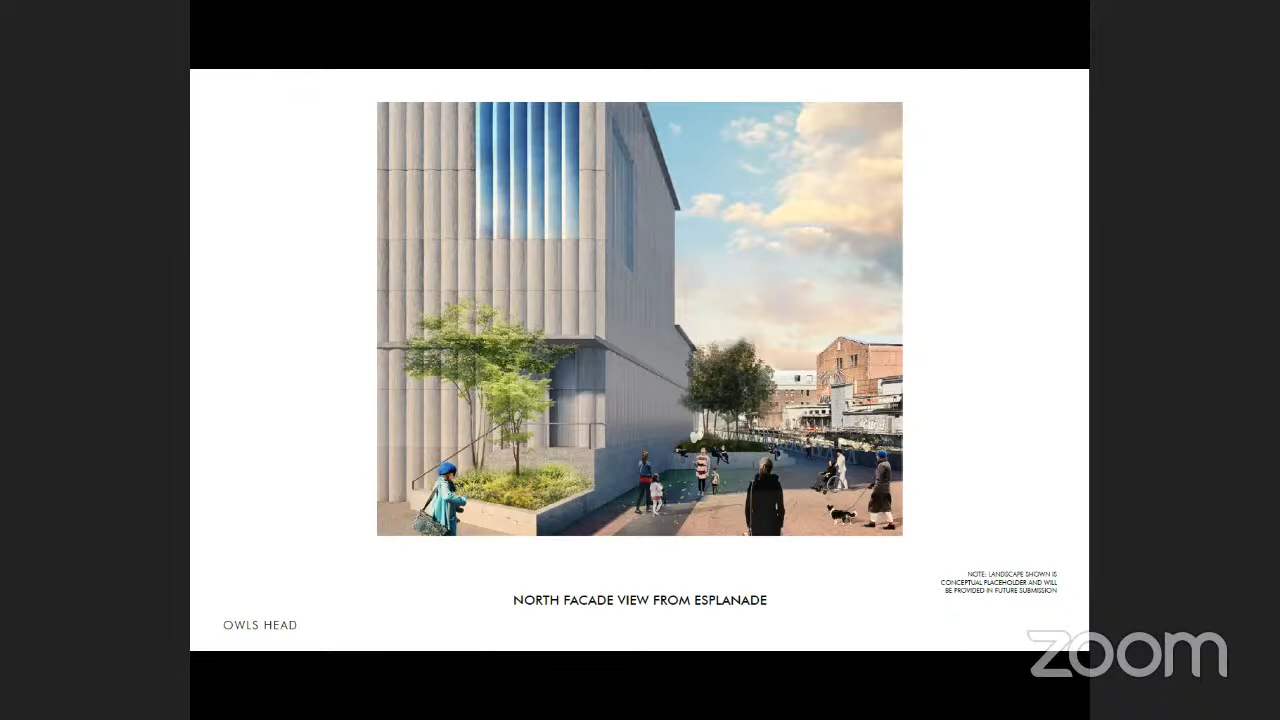 NORTH FACADE VIEW FROM ESPLANADE
NOTE: LANDSCAPE SHOWN IS
CONCEPTUAL PLACEHOLDER AND WILL
BE PROVIDED IN FUTURE SUBMISSION
OWLS HEAD
zoom